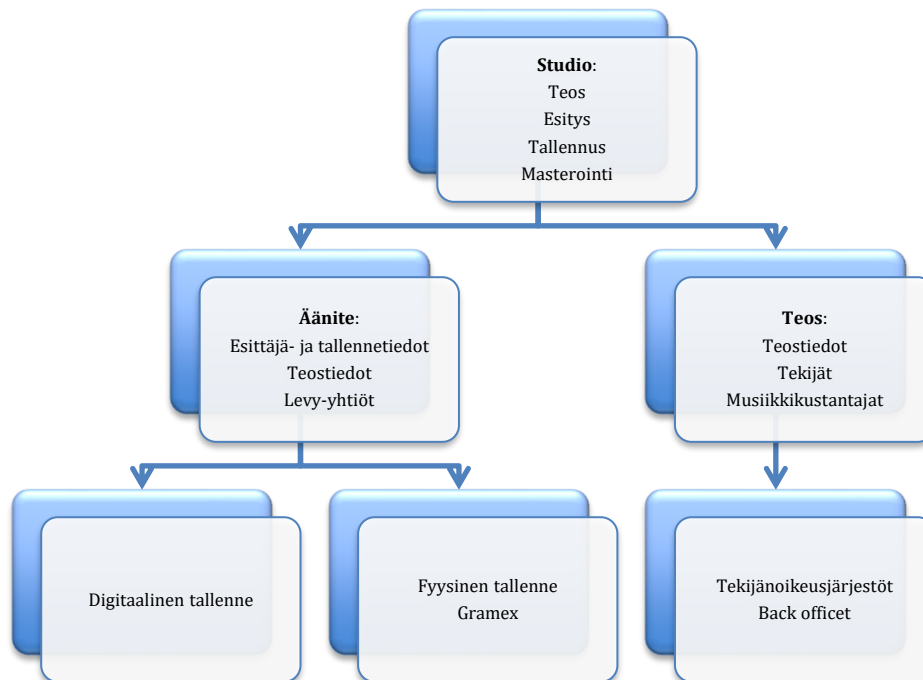 Studio:
Teos
Esitys
Tallennus
Masterointi
Äänite:
Esittäjä- ja tallennetiedot
Teostiedot
Levy-yhtiöt
Teos:
Teostiedot
Tekijät
Musiikkikustantajat
Digitaalinen tallenne
Fyysinen tallenne
Gramex
Tekijänoikeusjärjestöt
Back officet